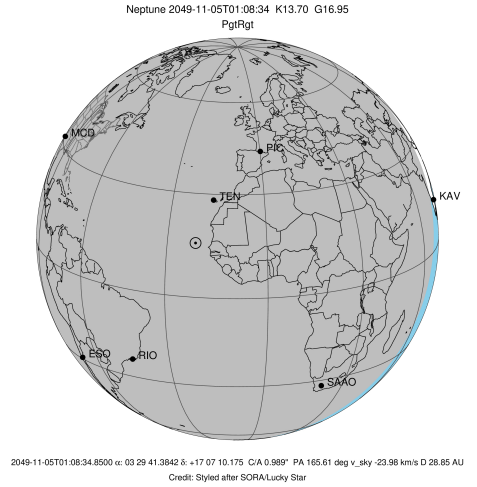 Neptune 2049-11-05T01:08:34 K13.70 G16.95
PgtRgt
MCD
PIC
TEN
KAV
ESO
RIO
SAAO
2049-11-05T01:08:34.8500 α: 03 29 41.3842 δ: +17 07 10.175 C/A 0.989" PA 165.61 deg v_sky -23.98 km/s D 28.85 AU
Credit: Styled after SORA/Lucky Star